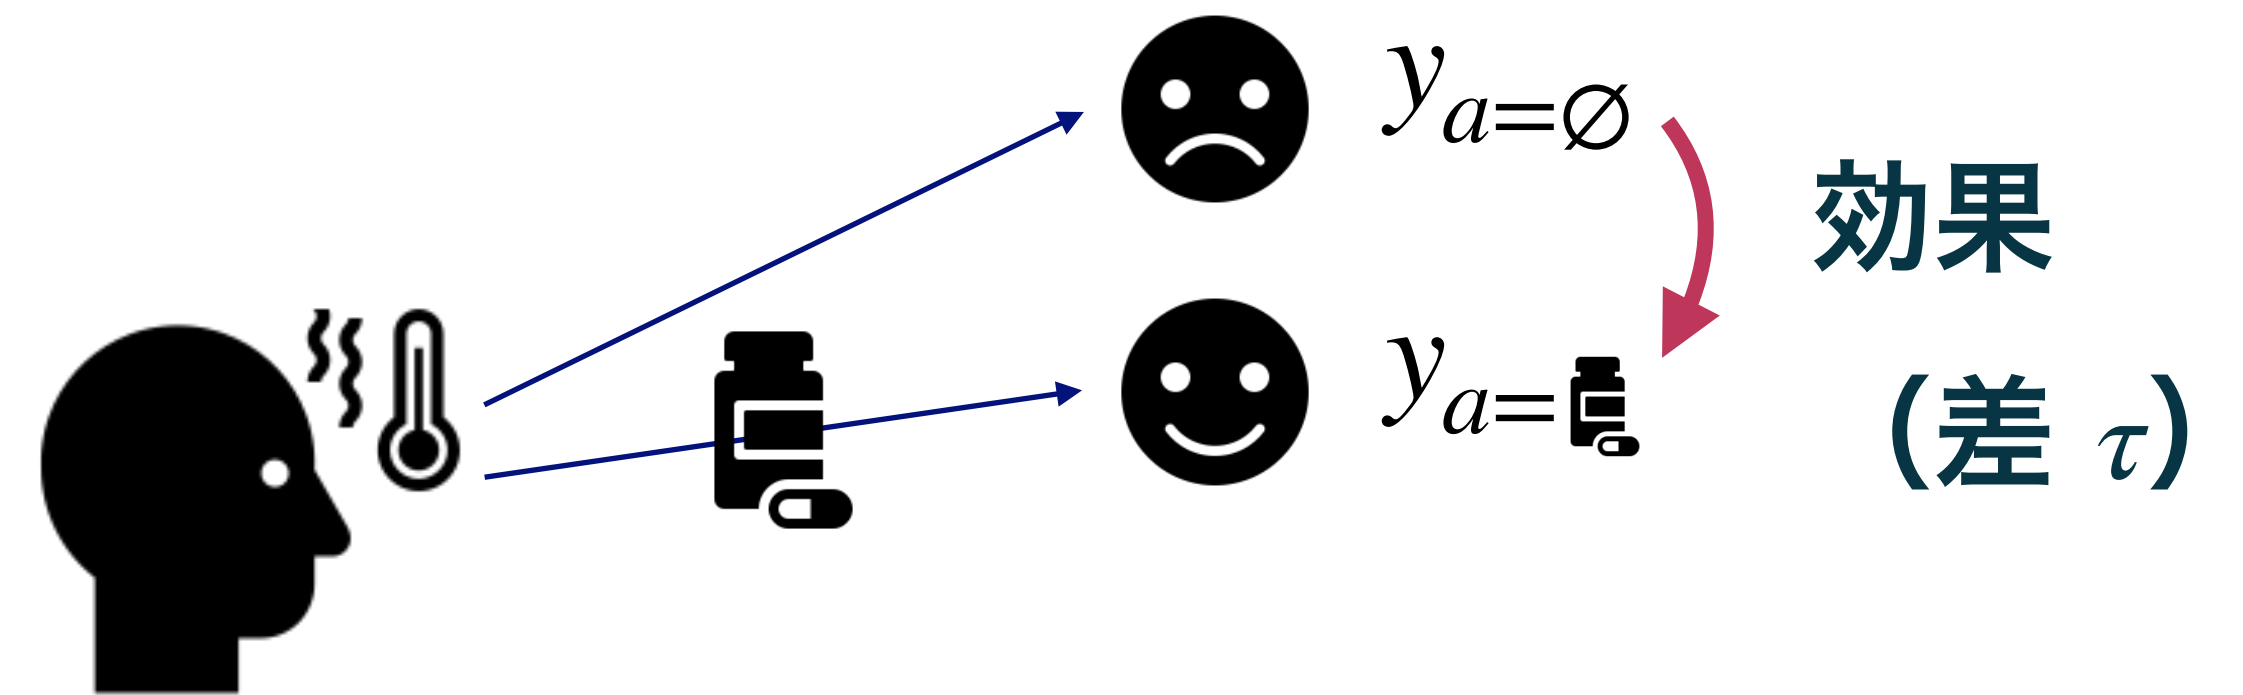 y_{a=∅}
効果
y_{a=}
（差 τ）